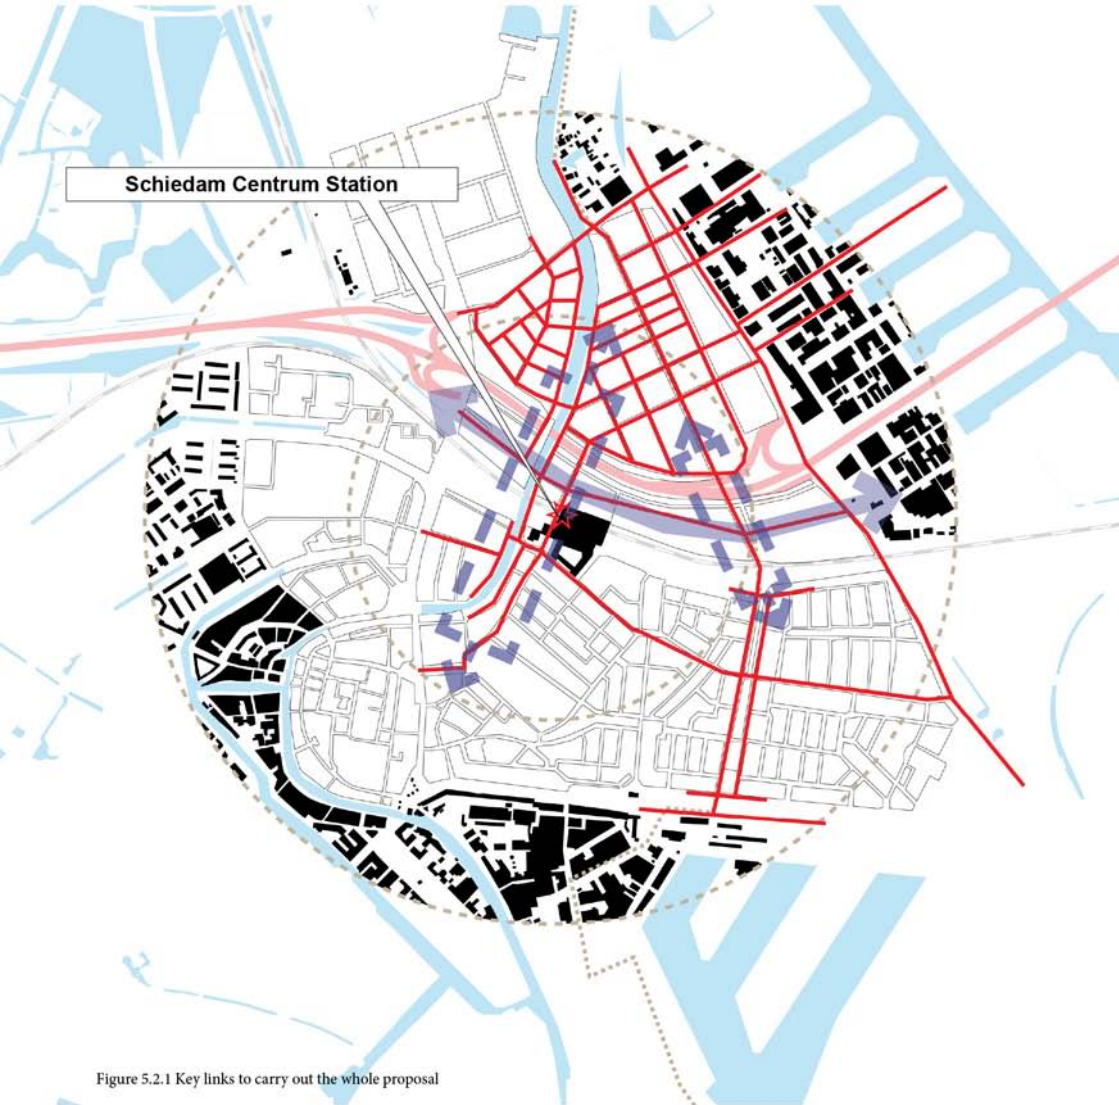 Schiedam Centrum Station
Figure 5.2.1 Key links to carry out the whole proposal